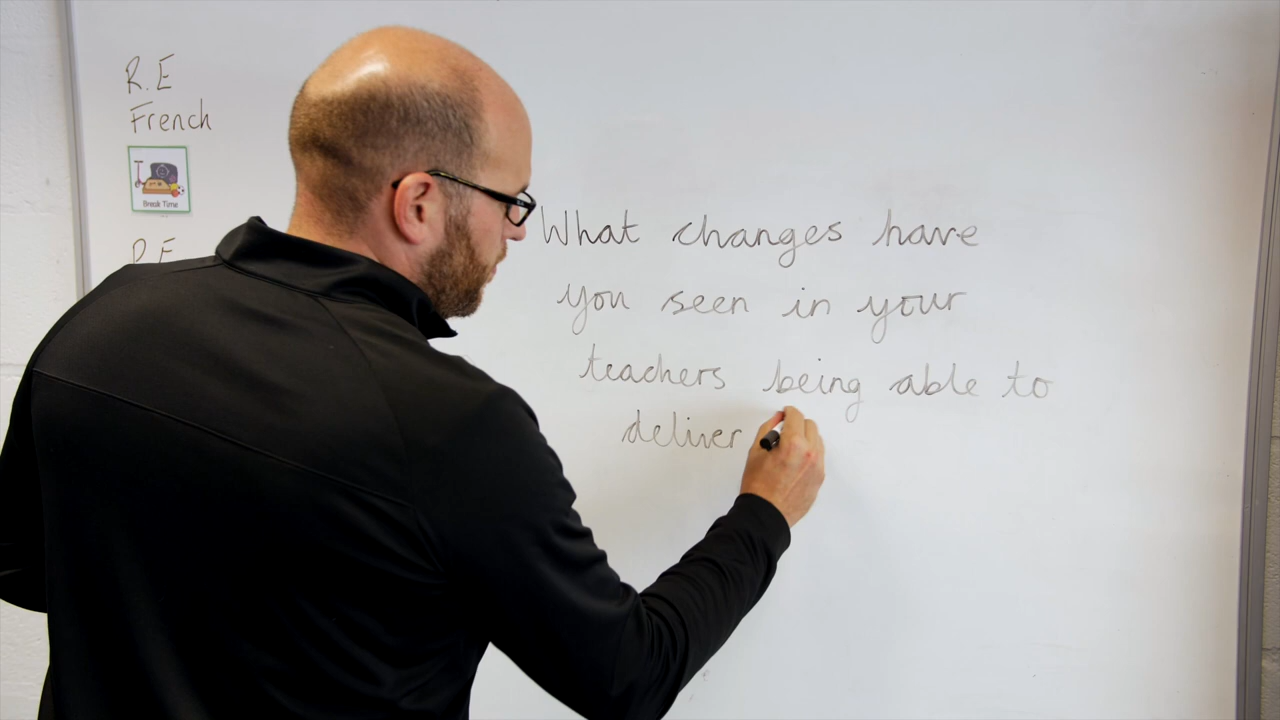 R.E
French
Break Time
P.E
What changes have
you seen in your
teachers being able to
deliver